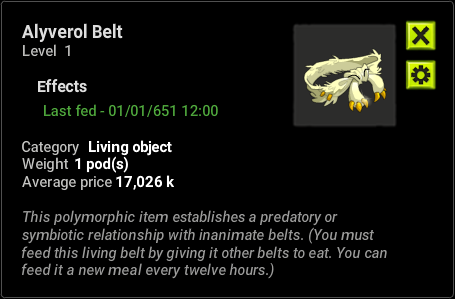 Alyverol Belt
Level 1
Effects
Last fed - 01/01/651 12:00
Category Living object
Weight 1 pod(s)
Average price 17,026 k
This polymorphic item establishes a predatory or
symbiotic relationship with inanimate belts. (You must
feed this living belt by giving it other belts to eat. You can
feed it a new meal every twelve hours.)